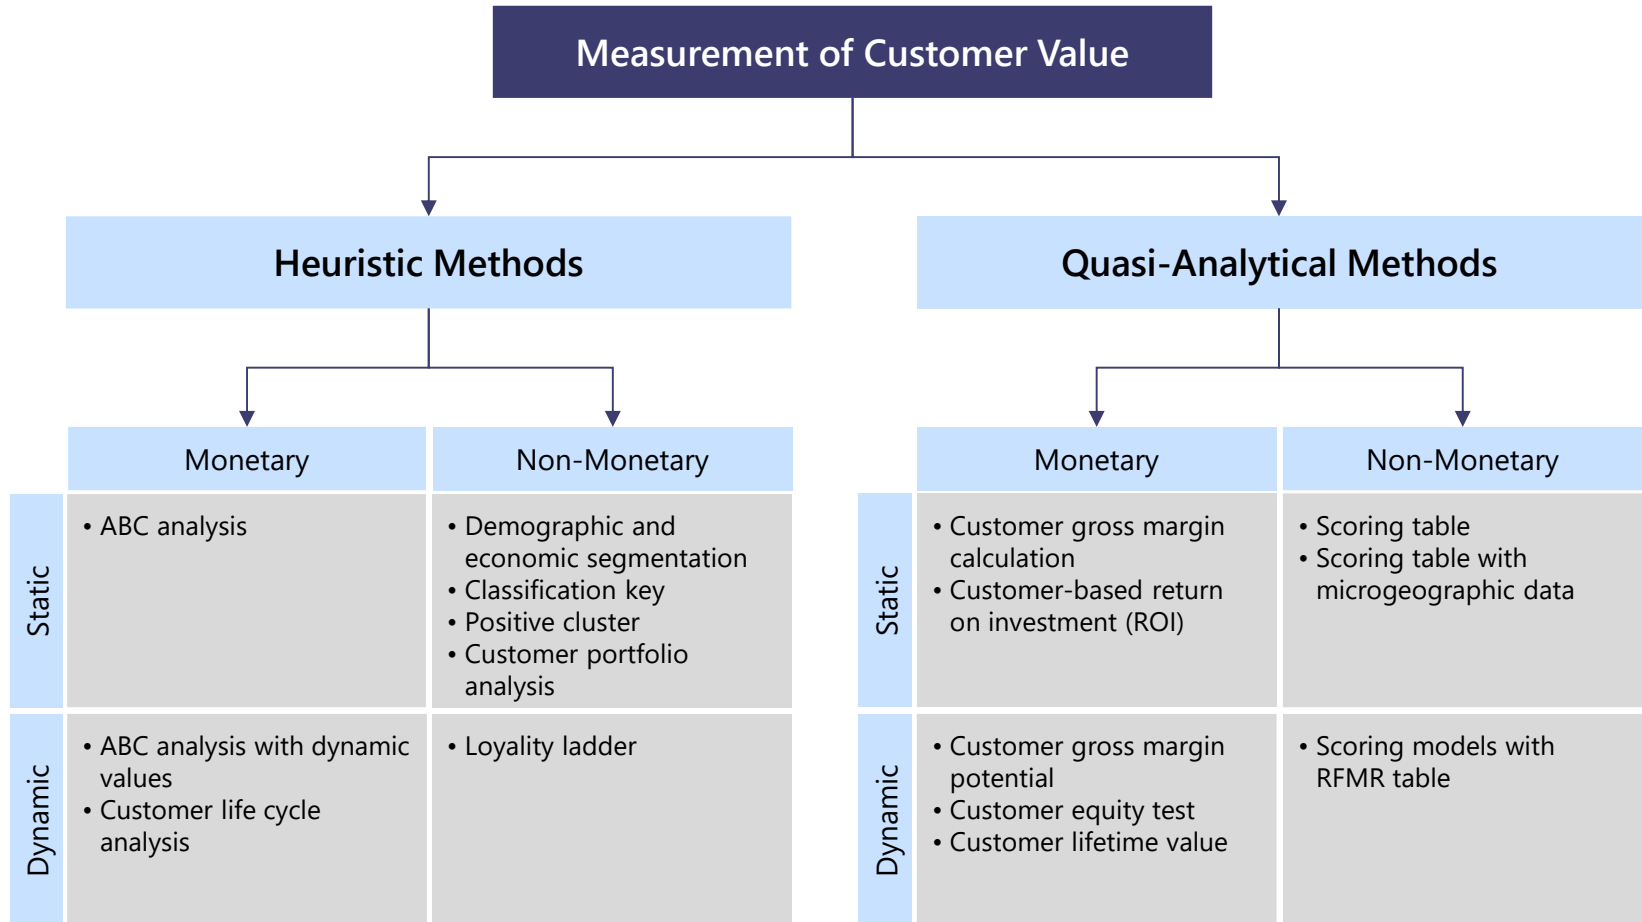 Measurement of Customer Value
Heuristic Methods
Quasi-Analytical Methods
Monetary
Non-Monetary
Monetary
Non-Monetary
Static
• ABC analysis
• Demographic and
economic segmentation
• Classification key
• Positive cluster
• Customer portfolio
analysis
Static
• Customer gross margin
calculation
• Customer-based return
on investment (ROI)
• Scoring table
• Scoring table with
microgeographic data
Dynamic
• ABC analysis with dynamic
values
• Customer life cycle
analysis
• Loyality ladder
Dynamic
• Customer gross margin
potential
• Customer equity test
• Customer lifetime value
• Scoring models with
RFMR table